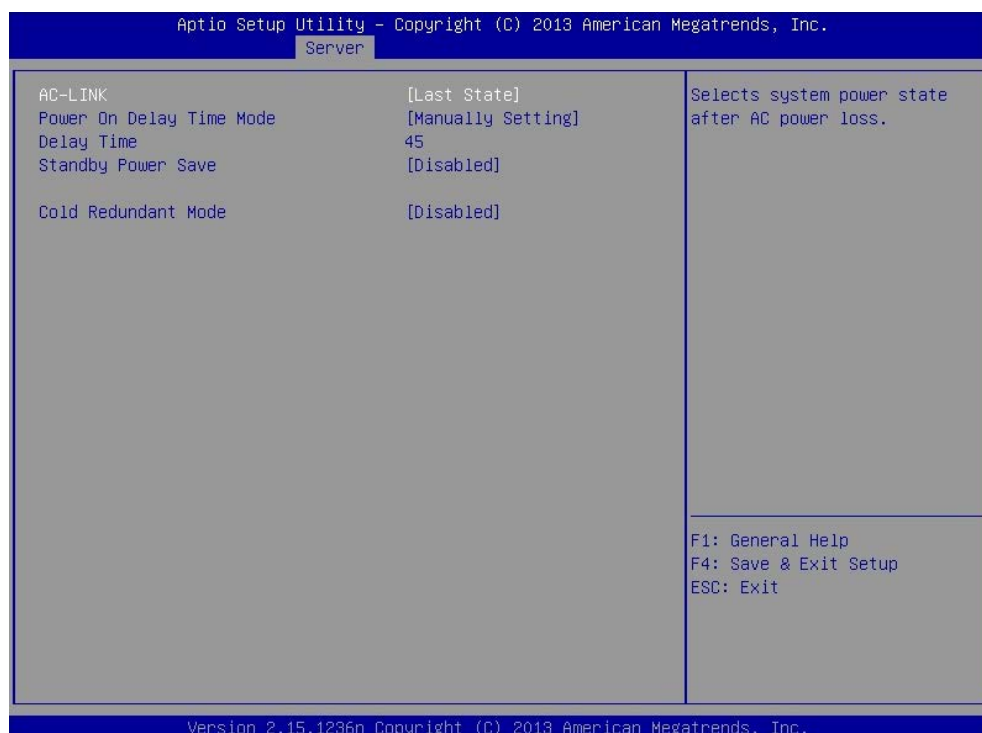 Aptio Setup Utility – Copyright (C) 2013 American Megatrends, Inc.
Server
AC-LINK [Last State]
Power On Delay Time Mode [Manually Setting]
Delay Time 45
Standby Power Save [Disabled]
Cold Redundant Mode [Disabled]
Selects system power state
after AC power loss.
F1: General Help
F4: Save & Exit Setup
ESC: Exit
Version 2.15.1236n Copyright (C) 2013 American Megatrends, Inc.